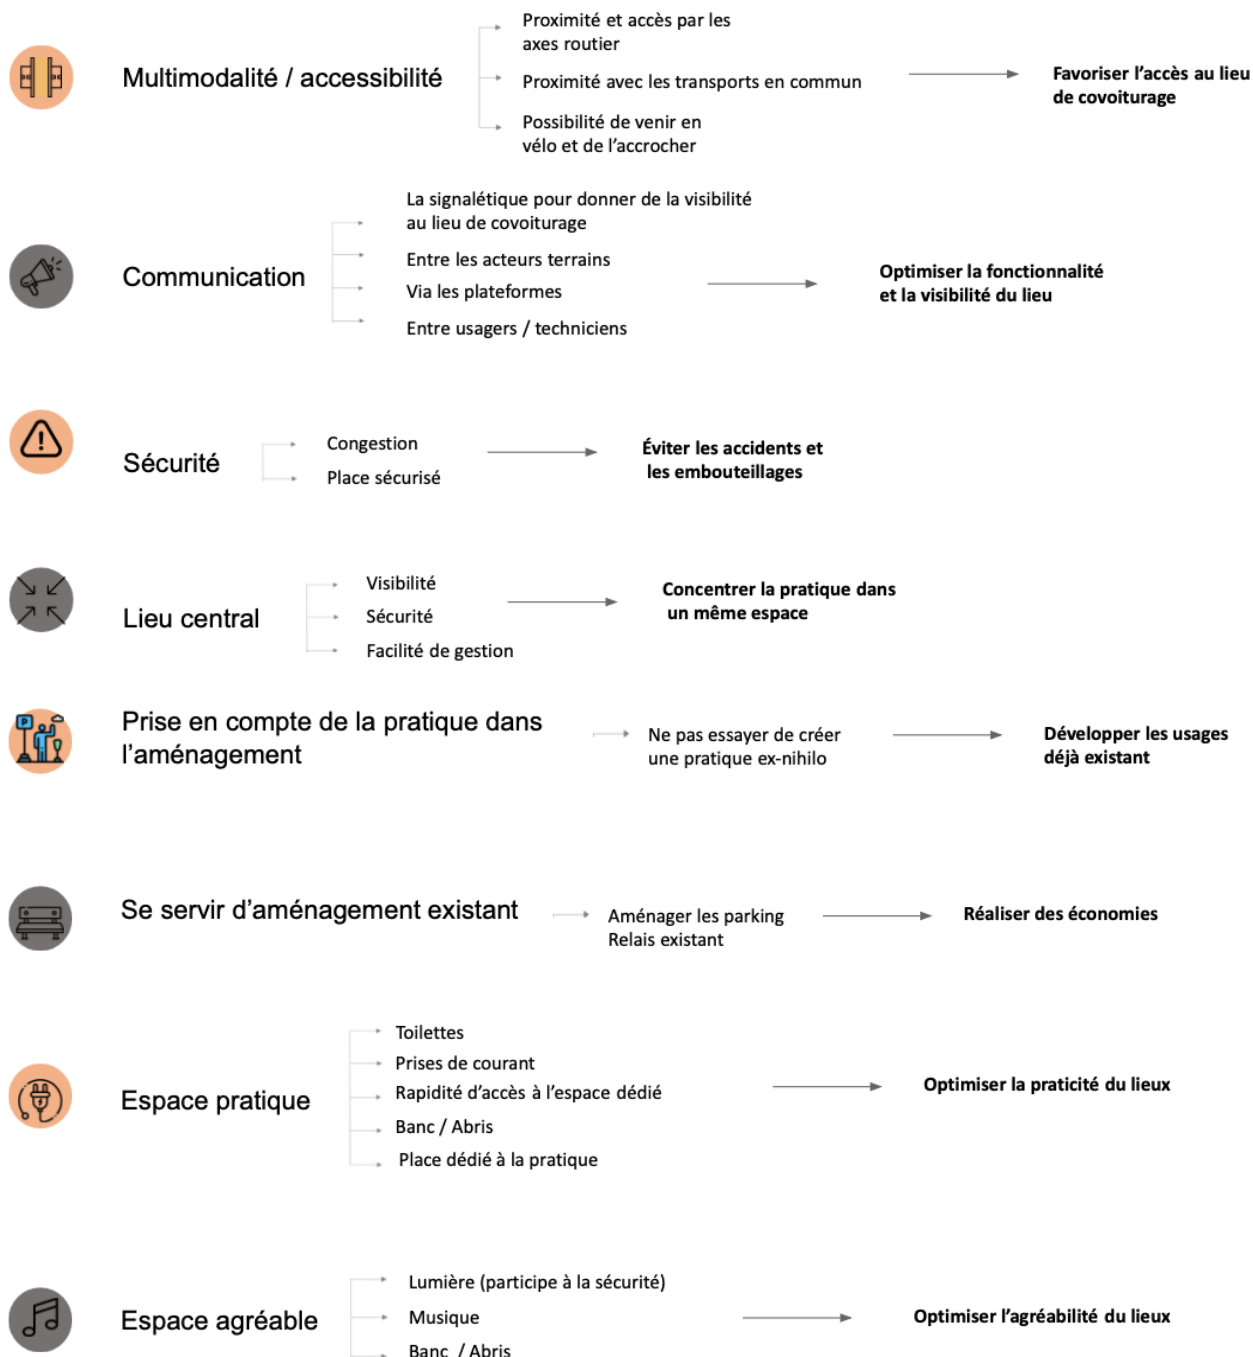 Multimodalité / accessibilité
Proximité et accès par les
axes routier
Proximité avec les transports en commun
Possibilité de venir en
vélo et de l'accrocher
Favoriser l'accès au lieu
de covoiturage
Communication
La signalétique pour donner de la visibilité
au lieu de covoiturage
Entre les acteurs terrains
Via les plateformes
Entre usagers / techniciens
Optimiser la fonctionnalité
et la visibilité du lieu
Sécurité
Congestion
Place sécurisé
Éviter les accidents et
les embouteillages
Lieu central
Visibilité
Sécurité
Facilité de gestion
Concentrer la pratique dans
un même espace
P
Prise en compte de la pratique dans
l'aménagement
Ne pas essayer de créer
une pratique ex-nihilo
Développer les usages
déjà existant
Se servir d'aménagement existant
Aménager les parking
Relais existant
Réaliser des économies
Espace pratique
Toilettes
Prises de courant
Rapidité d'accès à l'espace dédié
Banc / Abris
Place dédié à la pratique
Optimiser la praticité du lieux
Espace agréable
Lumière (participe à la sécurité)
Musique
Banc / Abris
Optimiser l'agréabilité du lieux